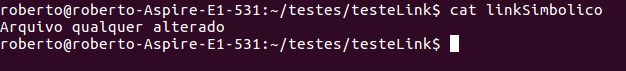 roberto@roberto-Aspire-E1-531:~/testes/testeLink$ cat linkSimbolico
Arquivo qualquer alterado
roberto@roberto-Aspire-E1-531:~/testes/testeLink$